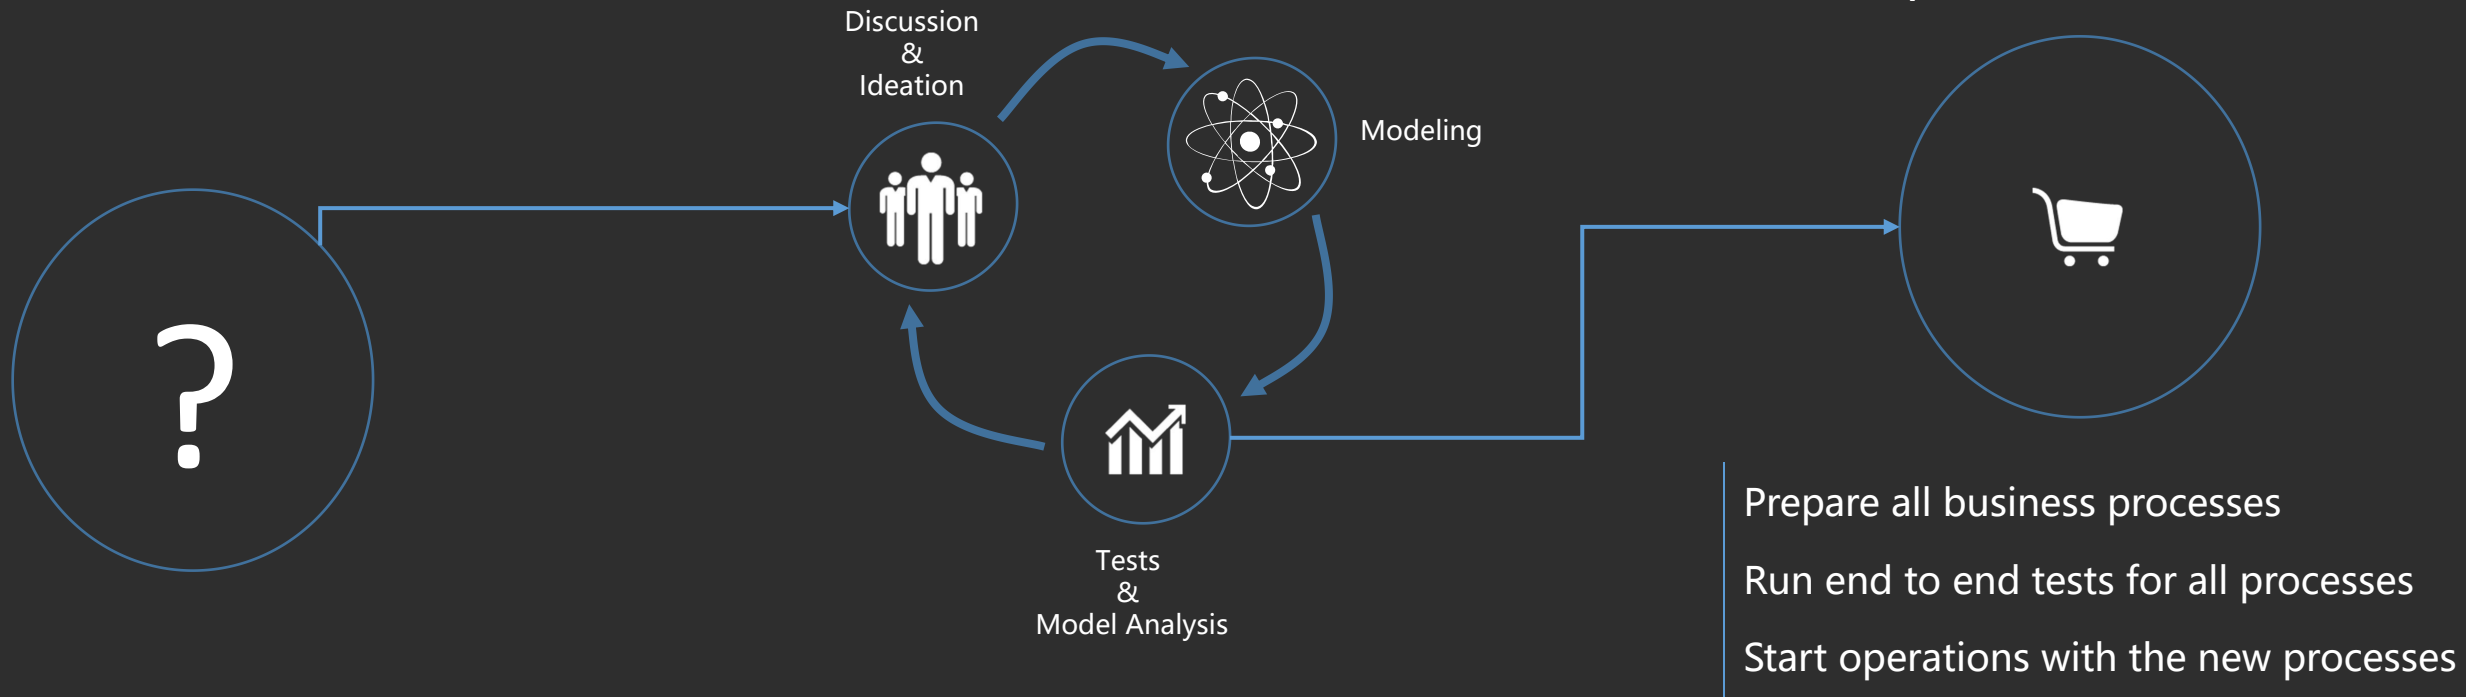 Discussion
&
Ideation
Modeling
?
Tests
&
Model Analysis
Prepare all business processes
Run end to end tests for all processes
Start operations with the new processes